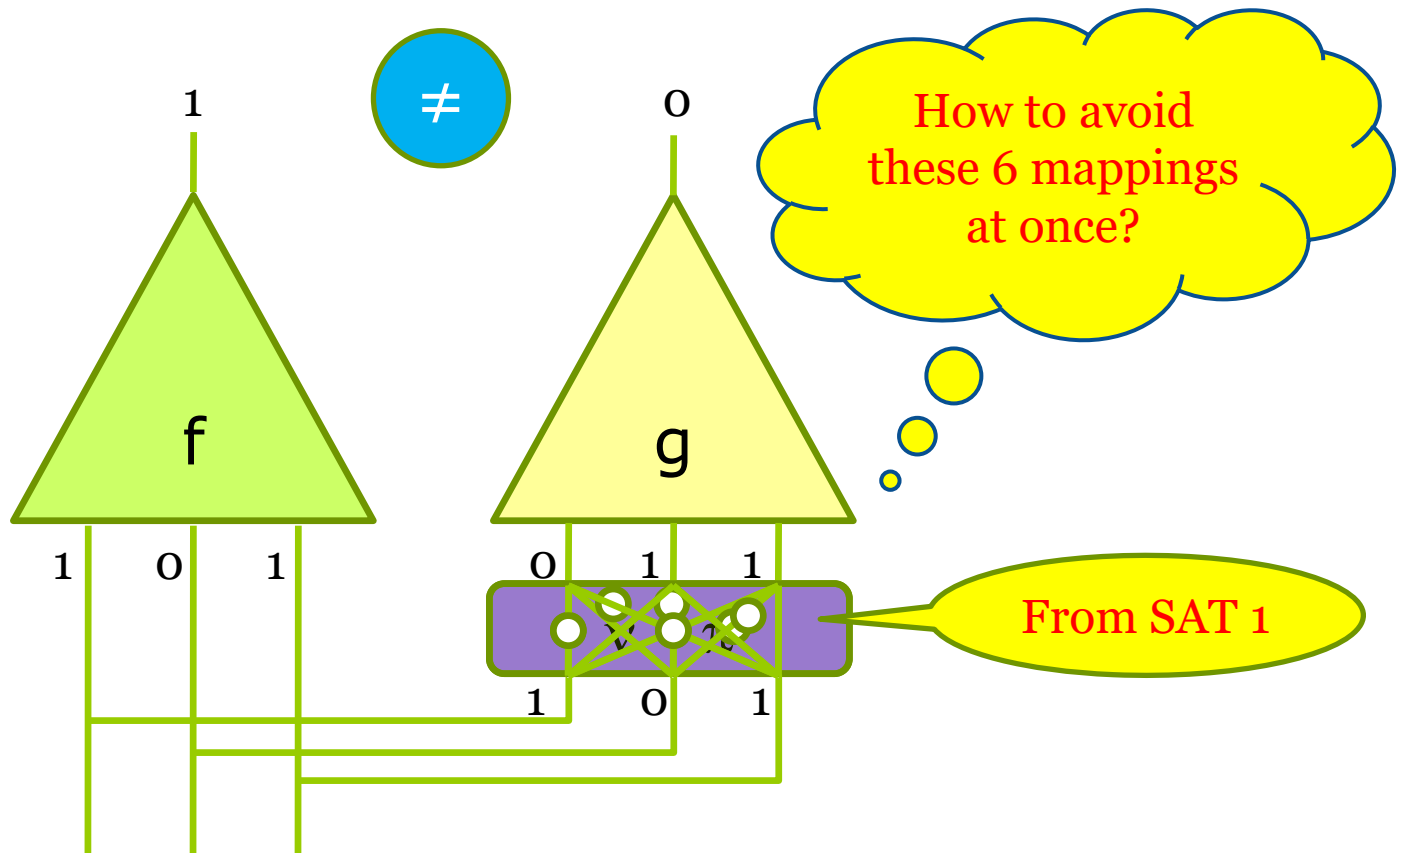 1
≠
0
How to avoid
these 6 mappings
at once?
f
g
1 0 1
0 1 1
From SAT 1
1 0 1